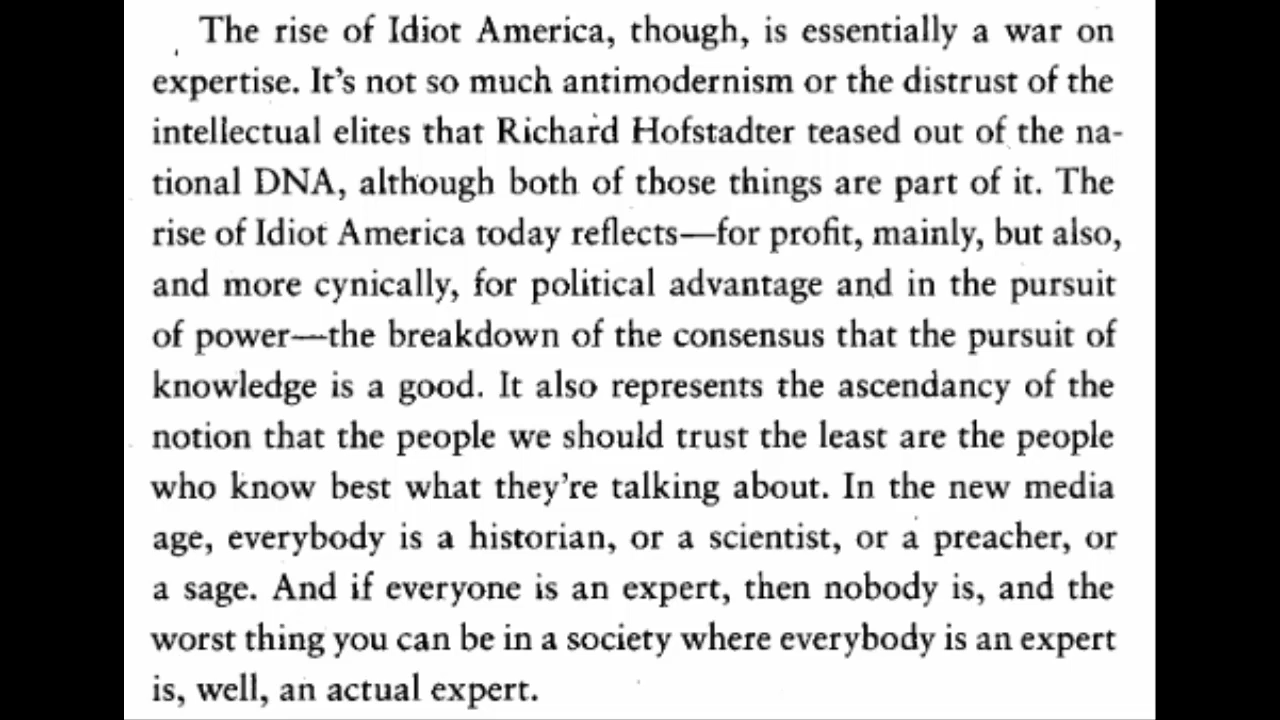 The rise of Idiot America, though, is essentially a war on
expertise. It's not so much antimodernism or the distrust of the
intellectual elites that Richard Hofstadter teased out of the na-
tional DNA, although both of those things are part of it. The
rise of Idiot America today reflects—for profit, mainly, but also,
and more cynically, for political advantage and in the pursuit
of power—the breakdown of the consensus that the pursuit of
knowledge is a good. It also represents the ascendancy of the
notion that the people we should trust the least are the people
who know best what they're talking about. In the new media
age, everybody is a historian, or a scientist, or a preacher, or
a sage. And if everyone is an expert, then nobody is, and the
worst thing you can be in a society where everybody is an expert
is, well, an actual expert.